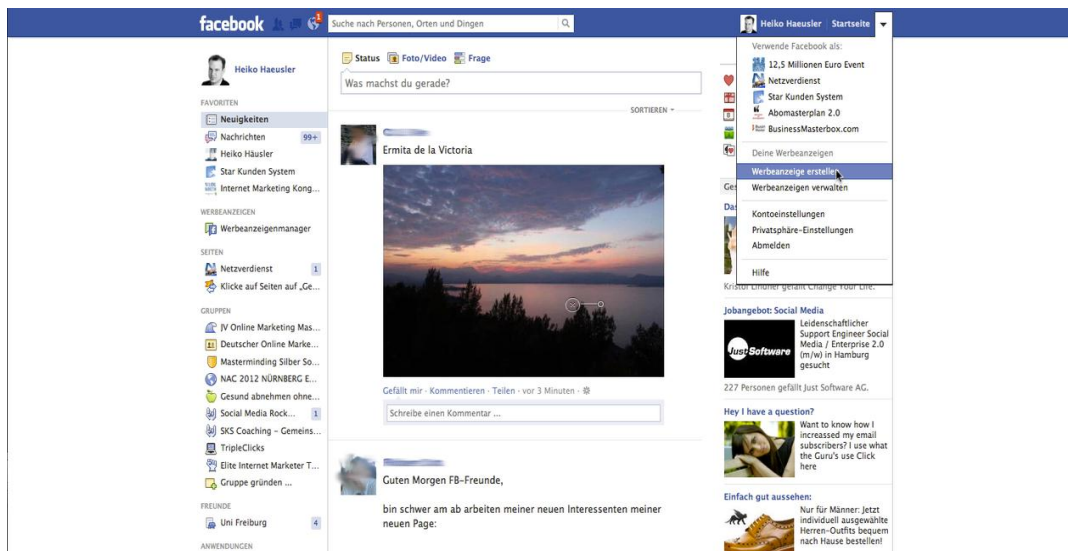 facebook
1
Suche nach Personen, Orten und Dingen
Heiko Haeusler
Startseite
Heiko Haeusler
FAVORITEN
Neuigkeiten
Nachrichten 99+
Heiko Häusler
Star Kunden System
Internet Marketing Kong...
WERBEANZEIGEN
Werbeanzeigenmanager
SEITEN
Netzverdienst 1
Klicke auf Seiten auf „Ge...
GRUPPEN
JV Online Marketing Mas...
Deutscher Online Marke...
Masterminding Silber So...
NAC 2012 NÜRNBERG E...
Gesund abnehmen ohne...
Social Media Rock... 1
SKS Coaching – Gemeins...
TripleClicks
Elite Internet Marketer T...
Gruppe gründen ...
FREUNDE
Uni Freiburg 4
ANWENDUNGEN
Status Foto/Video Frage
Was machst du gerade?
SORTIEREN
Ermita de la Victoria
Gefällt mir · Kommentieren · Teilen · vor 3 Minuten ·
Schreibe einen Kommentar ...
Guten Morgen FB-Freunde,
bin schwer am ab arbeiten meiner neuen Interessenten meiner
neuen Page:
Verwende Facebook als:
12,5 Millionen Euro Event
Netzverdienst
Star Kunden System
Abomasterplan 2.0
BusinessMasterbox.com
Deine Werbeanzeigen
Werbeanzeige erstellen
Werbeanzeigen verwalten
Kontoeinstellungen
Privatsphäre-Einstellungen
Abmelden
Hilfe
Ges
Das
Kristof Lindner gefällt Change Your Life.
Jobangebot: Social Media
Leidenschaftlicher
Support Engineer Social
Media / Enterprise 2.0
(m/w) in Hamburg
gesucht
JustSoftware
227 Personen gefällt Just Software AG.
Hey I have a question?
Want to know how I
increassed my email
subscribers? I use what
the Guru's use Click
here
Einfach gut aussehen:
Nur für Männer: Jetzt
individuell ausgewählte
Herren-Outfits bequem
nach Hause bestellen!